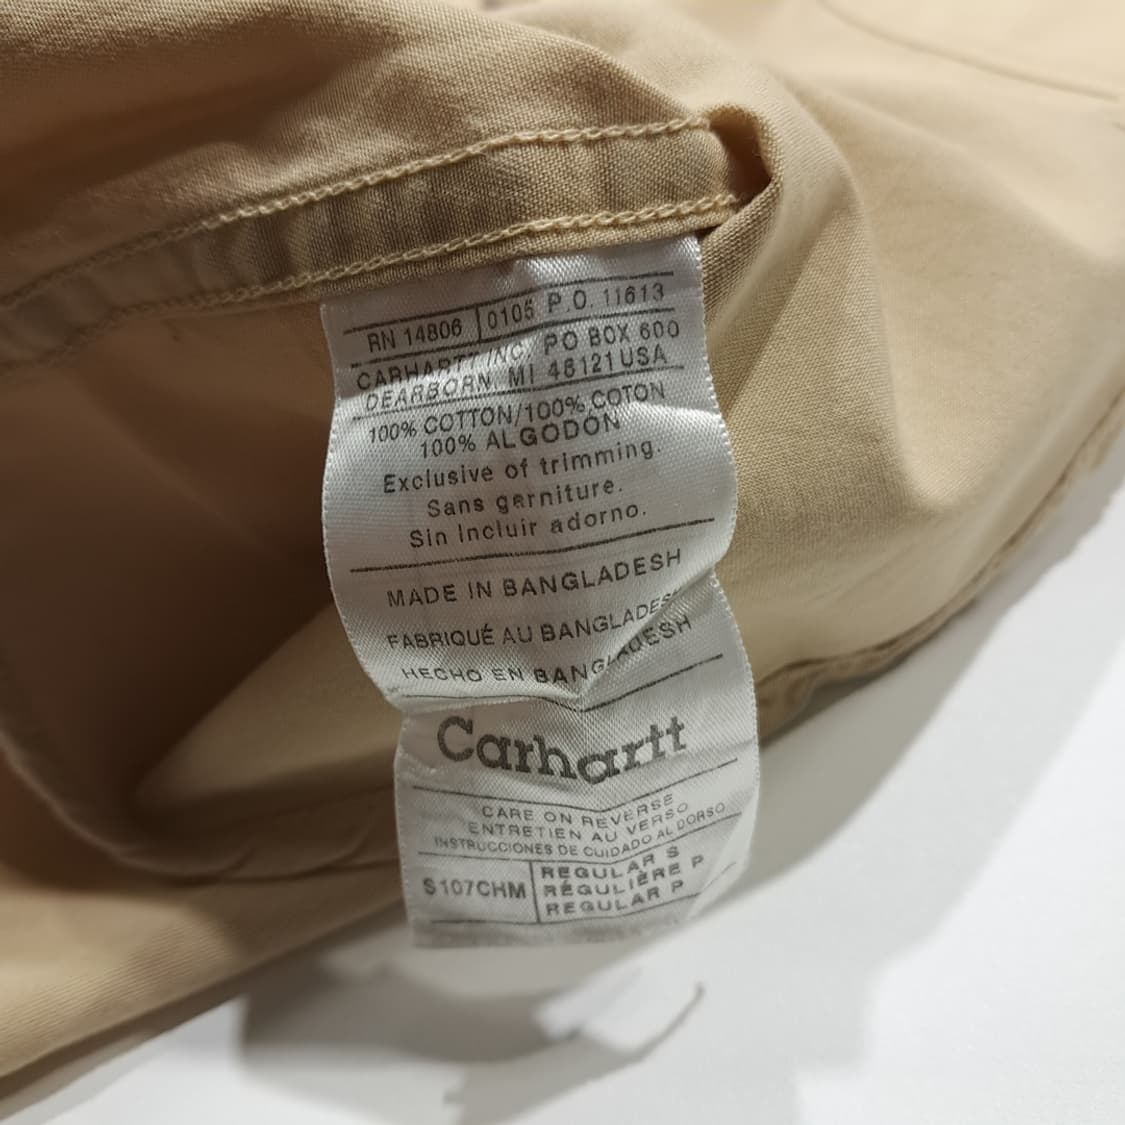 RN 14806 0105 P.O. 11613
CARHARTT INC, PO BOX 600
DEARBORN, MI 48121 USA
100% COTTON/100% COTON
100% ALGODÓN
Exclusive of trimming.
Sans garniture.
Sin incluir adorno.
MADE IN BANGLADESH
FABRIQUÉ AU BANGLADESH
HECHO EN BANGLADESH
Carhartt
CARE ON REVERSE
ENTRETIEN AU VERSO
INSTRUCCIONES DE CUIDADO AL DORSO
S107CHM
REGULAR S
RÉGULIÈRE P
REGULAR P